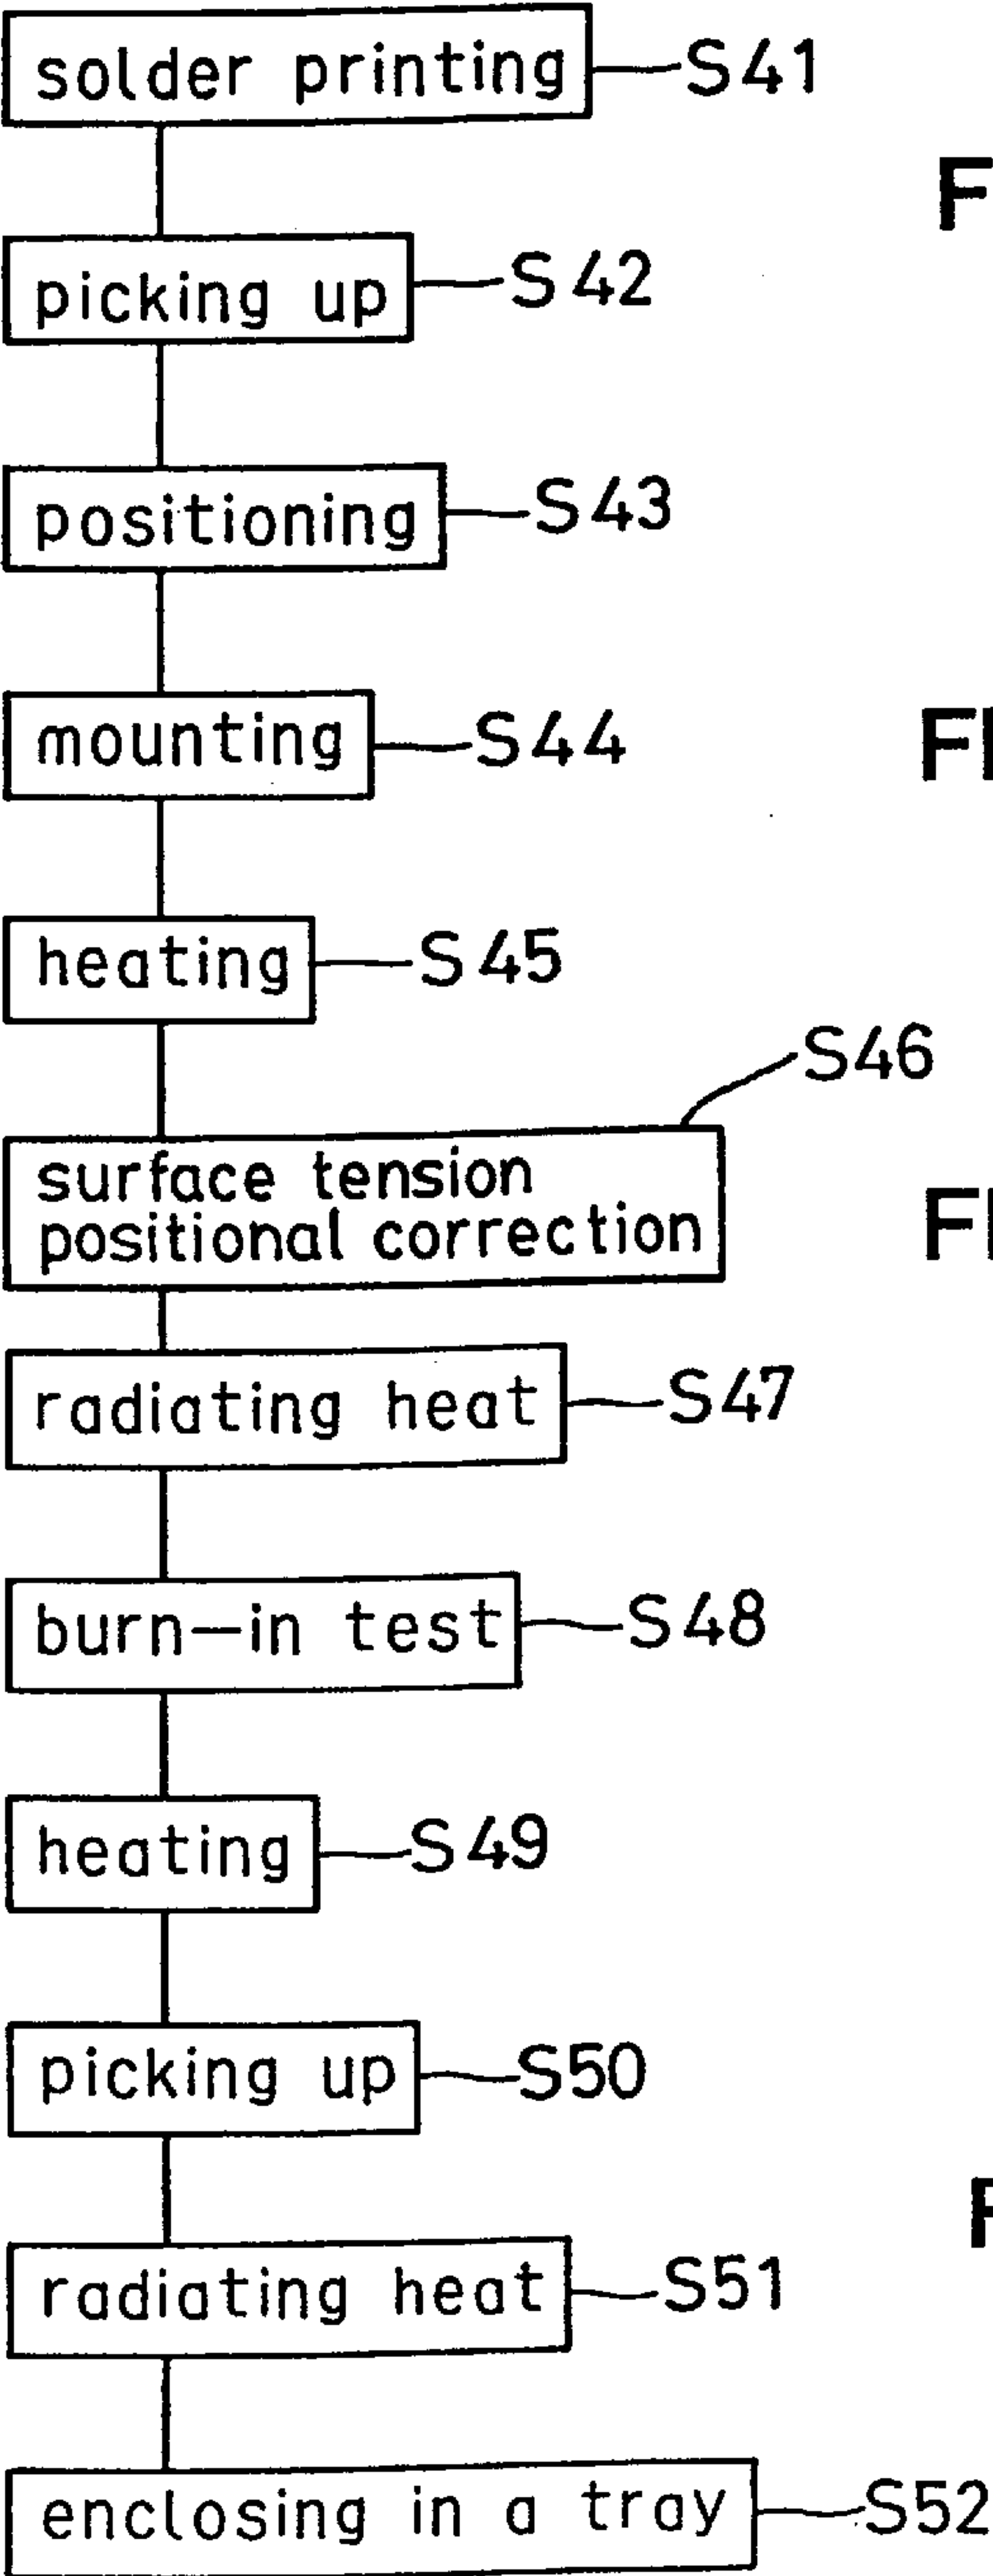 solder printing S41
F
picking up S42
positioning S43
mounting S44
F
heating S45
S46
surface tension
positional correction
F
radiating heat S47
burn-in test S48
heating S49
picking up S50
F
radiating heat S51
enclosing in a tray S52